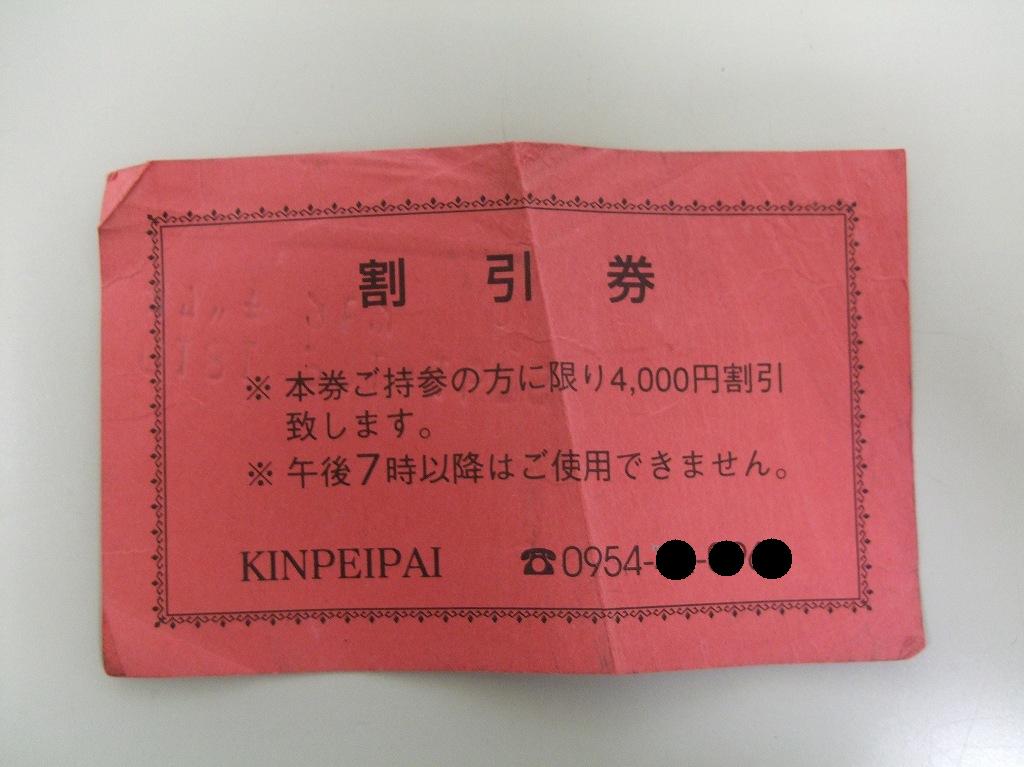 割引券
※ 本券ご持参の方に限り4,000円割引
致します。
※ 午後7時以降はご使用できません。
KINPEIPAI ☎0954-